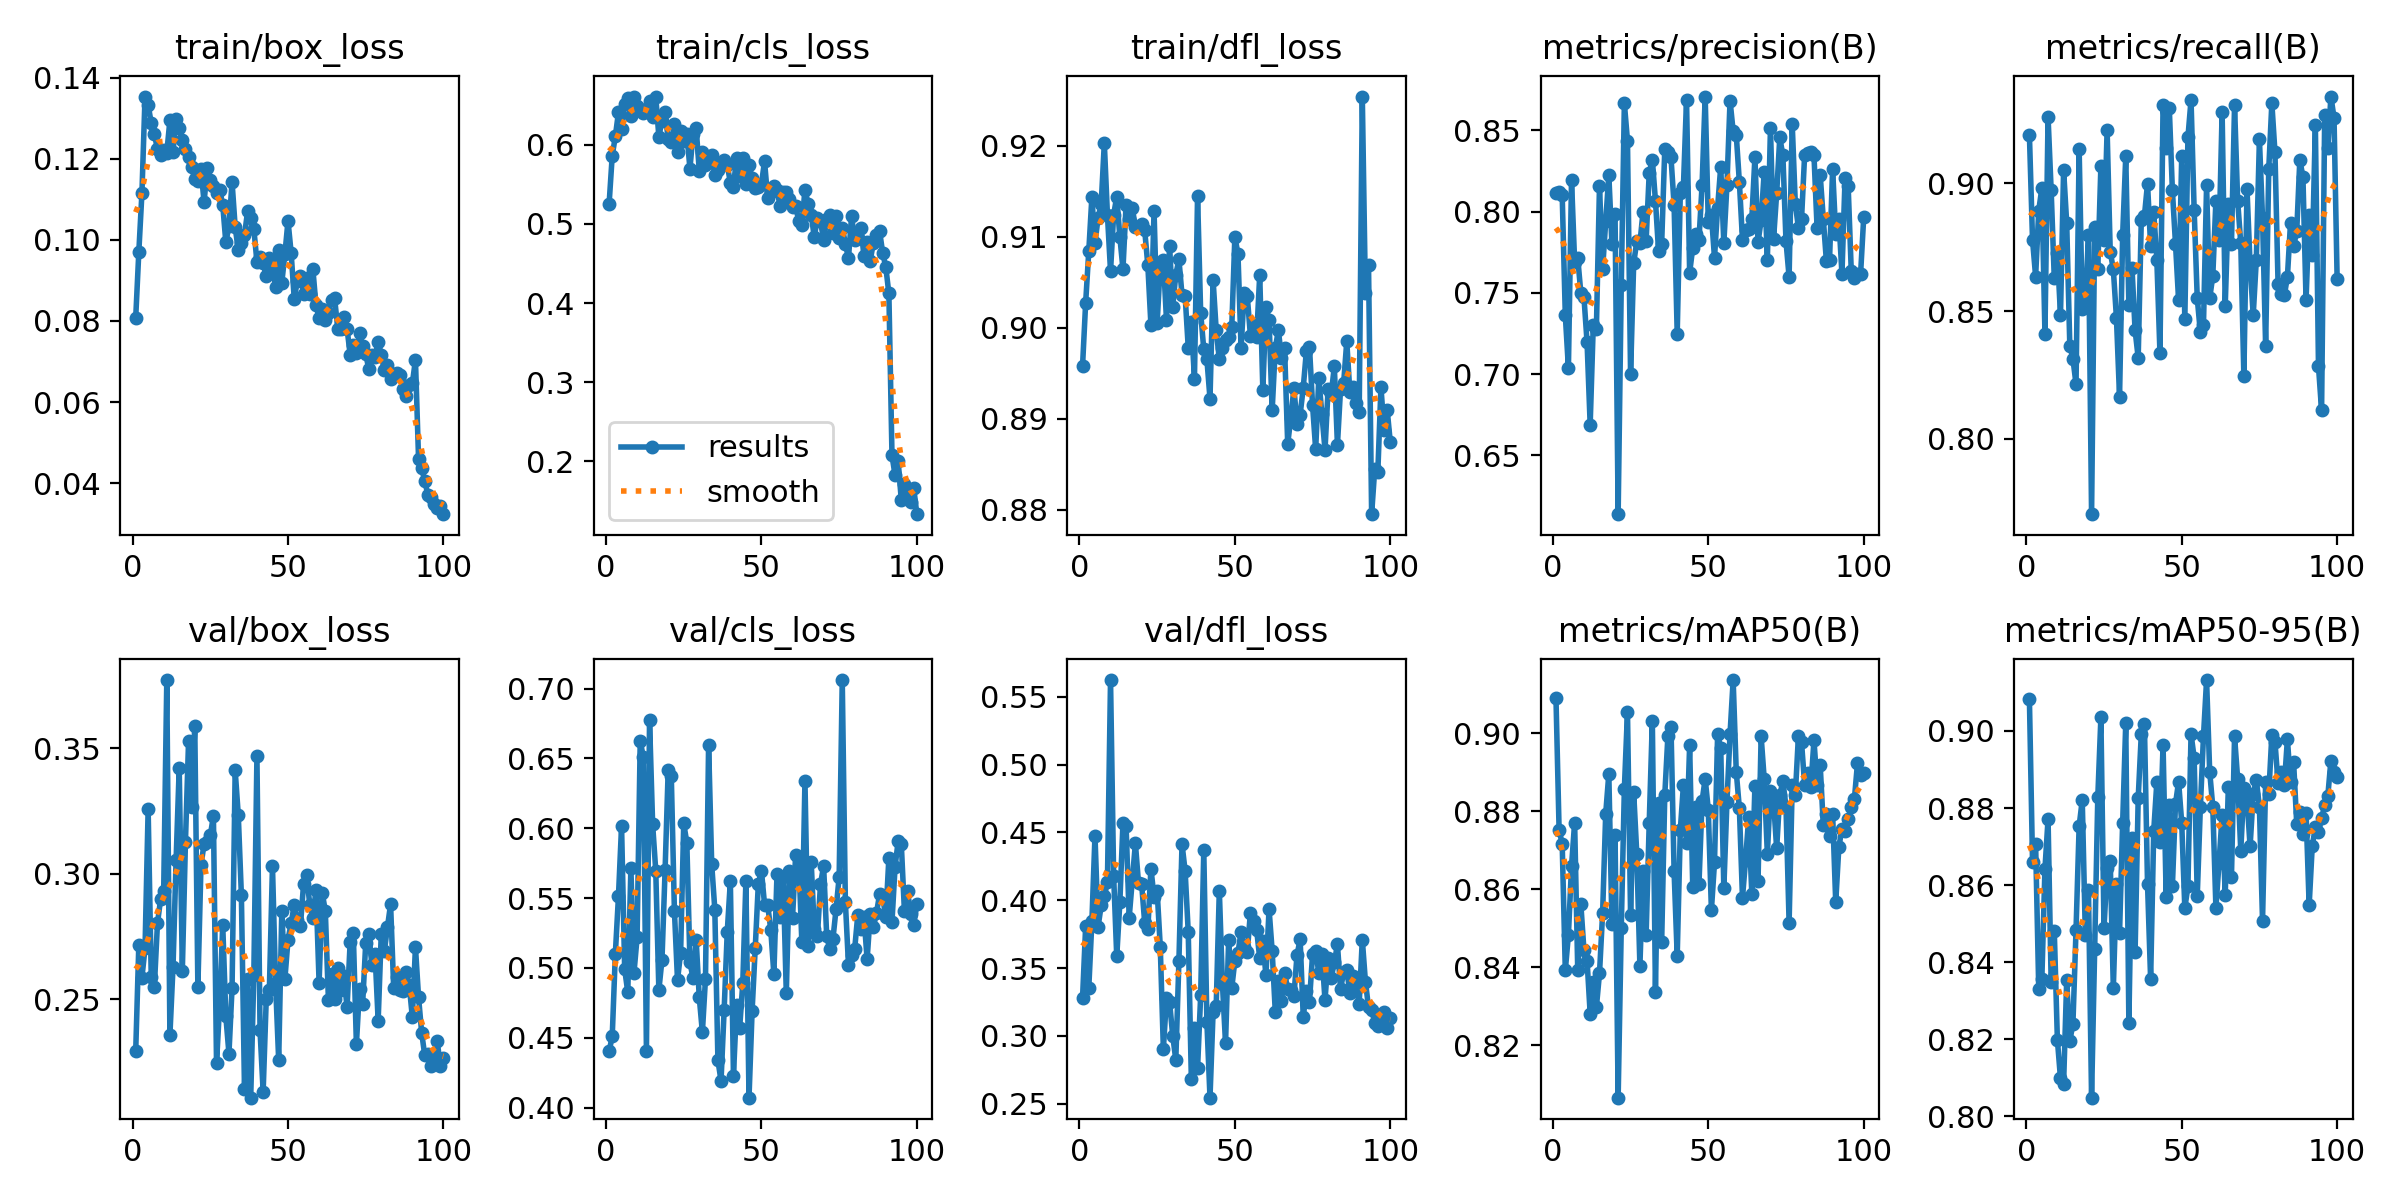 train/box_loss
0.14
0.12
0.10
0.08
0.06
0.04
0 50 100
train/cls_loss
0.6
0.5
0.4
0.3
0.2
results
smooth
0 50 100
train/dfl_loss
0.92
0.91
0.90
0.89
0.88
0 50 100
metrics/precision(B)
0.85
0.80
0.75
0.70
0.65
0 50 100
metrics/recall(B)
0.90
0.85
0.80
0 50 100
val/box_loss
0.35
0.30
0.25
0 50 100
val/cls_loss
0.70
0.65
0.60
0.55
0.50
0.45
0.40
0 50 100
val/dfl_loss
0.55
0.50
0.45
0.40
0.35
0.30
0.25
0 50 100
metrics/mAP50(B)
0.90
0.88
0.86
0.84
0.82
0 50 100
metrics/mAP50-95(B)
0.90
0.88
0.86
0.84
0.82
0.80
0 50 100